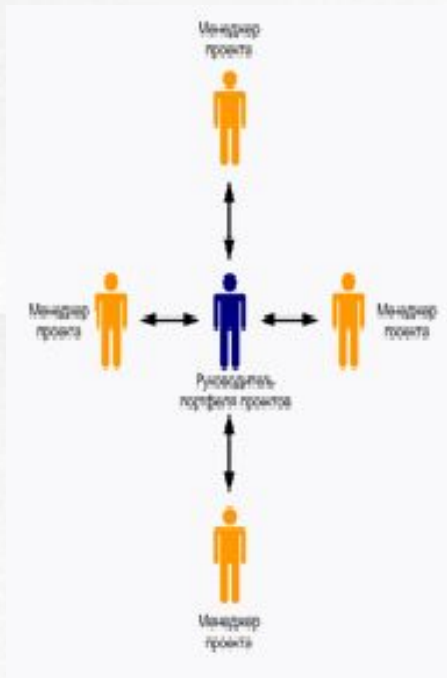 Менеджер
проекта
Менеджер
проекта
Менеджер
проекта
Руководитель
портфеля проектов
Менеджер
проекта